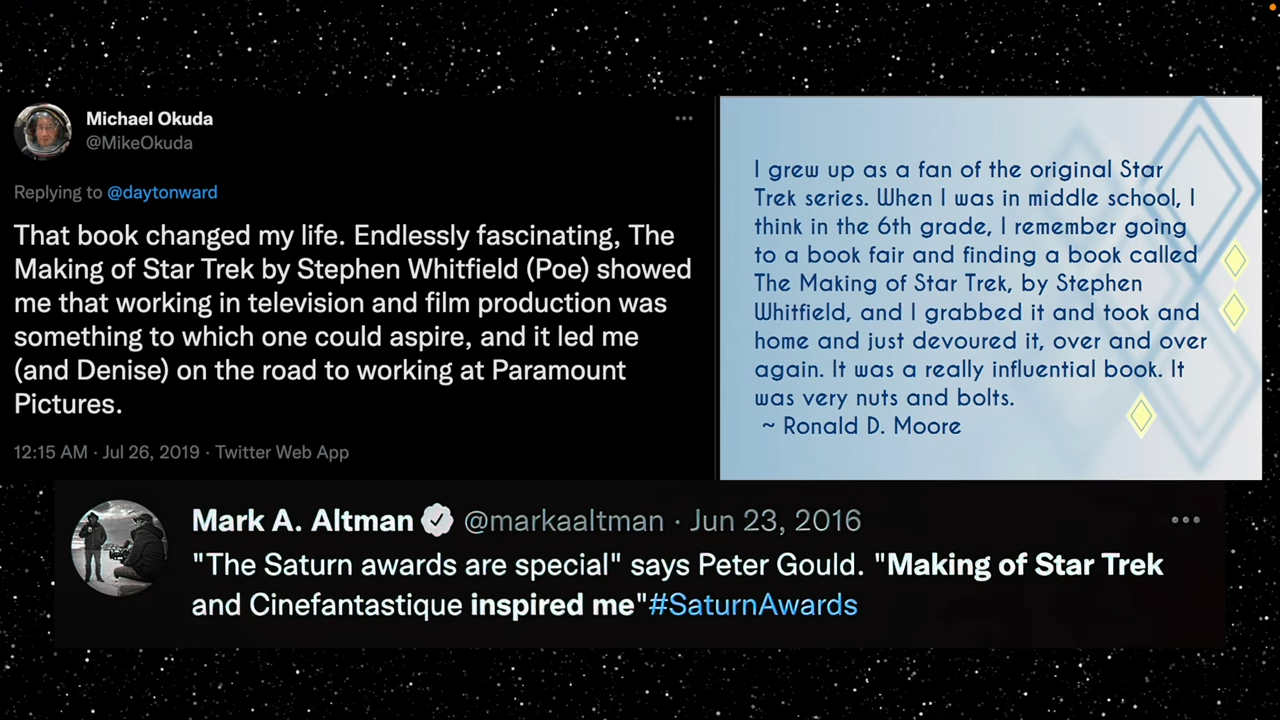 Michael Okuda
@MikeOkuda
Replying to @daytonward
That book changed my life. Endlessly fascinating, The
Making of Star Trek by Stephen Whitfield (Poe) showed
me that working in television and film production was
something to which one could aspire, and it led me
(and Denise) on the road to working at Paramount
Pictures.
12:15 AM · Jul 26, 2019 · Twitter Web App
I grew up as a fan of the original Star
Trek series. When I was in middle school, I
think in the 6th grade, I remember going
to a book fair and finding a book called
The Making of Star Trek, by Stephen
Whitfield, and I grabbed it and took and
home and just devoured it, over and over
again. It was a really influential book. It
was very nuts and bolts.
~ Ronald D. Moore
Mark A. Altman @markaaltman · Jun 23, 2016
"The Saturn awards are special" says Peter Gould. "Making of Star Trek
and Cinefantastique inspired me"#SaturnAwards